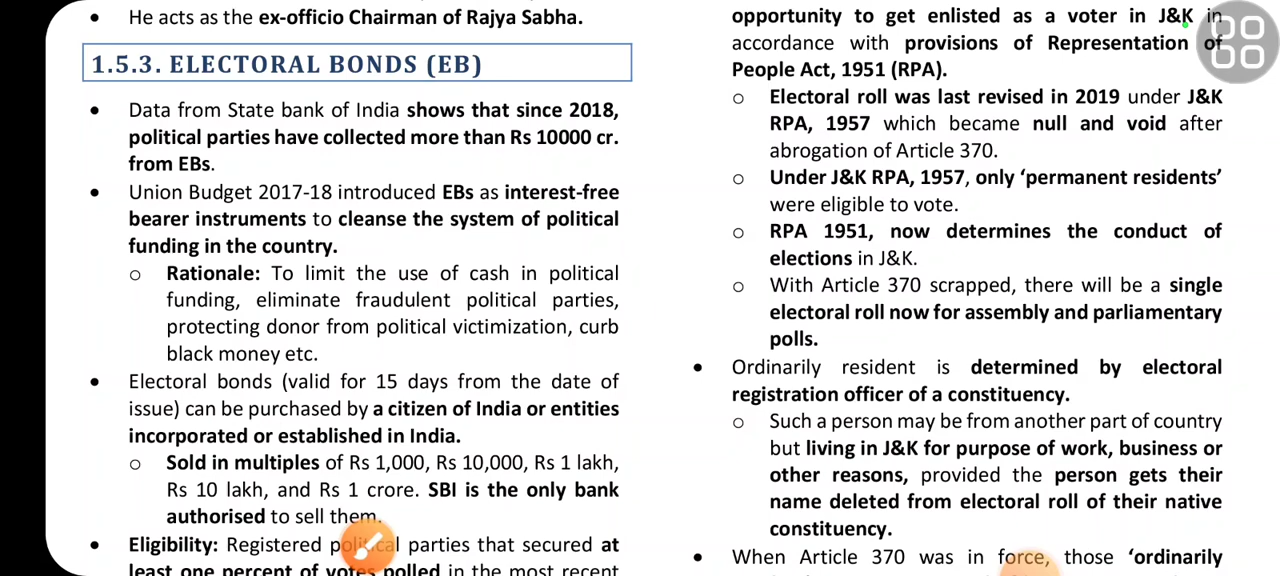 He acts as the ex-officio Chairman of Rajya Sabha.
1.5.3. ELECTORAL BONDS (EB)
Data from State bank of India shows that since 2018,
political parties have collected more than Rs 10000 cr.
from EBs.
Union Budget 2017-18 introduced EBs as interest-free
bearer instruments to cleanse the system of political
funding in the country.
Rationale: To limit the use of cash in political
funding, eliminate fraudulent political parties,
protecting donor from political victimization, curb
black money etc.
Electoral bonds (valid for 15 days from the date of
issue) can be purchased by a citizen of India or entities
incorporated or established in India.
Sold in multiples of Rs 1,000, Rs 10,000, Rs 1 lakh,
Rs 10 lakh, and Rs 1 crore. SBI is the only bank
authorised to sell them.
Eligibility: Registered political parties that secured at
least one percent of votes polled in the most recent
opportunity to get enlisted as a voter in J&K in
accordance with provisions of Representation of
People Act, 1951 (RPA).
Electoral roll was last revised in 2019 under J&K
RPA, 1957 which became null and void after
abrogation of Article 370.
Under J&K RPA, 1957, only ‘permanent residents’
were eligible to vote.
RPA 1951, now determines the conduct of
elections in J&K.
With Article 370 scrapped, there will be a single
electoral roll now for assembly and parliamentary
polls.
Ordinarily resident is determined by electoral
registration officer of a constituency.
Such a person may be from another part of country
but living in J&K for purpose of work, business or
other reasons, provided the person gets their
name deleted from electoral roll of their native
constituency.
When Article 370 was in force, those ‘ordinarily